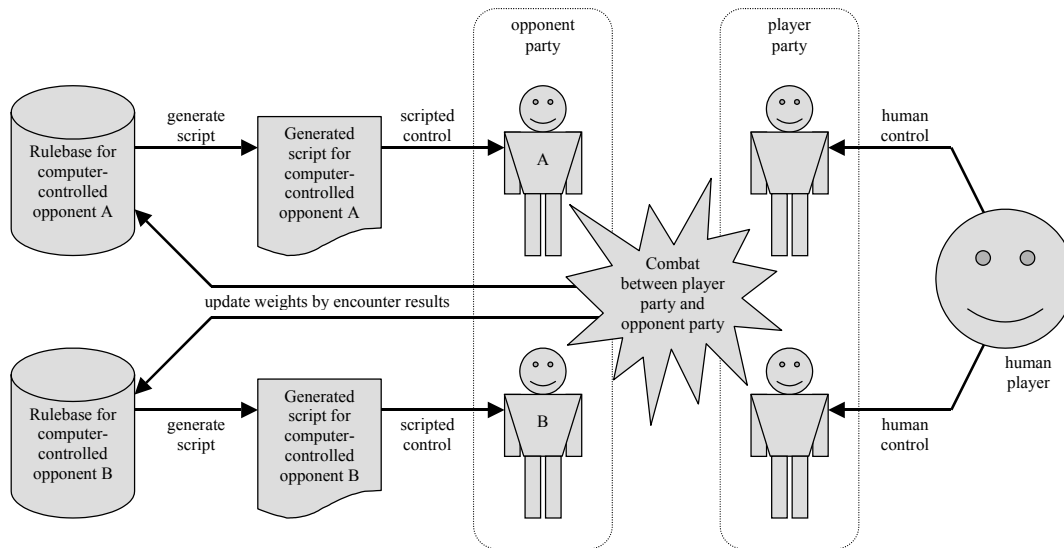 opponent
party
player
party
generate
script
scripted
control
human
control
Rulebase for
computer-
controlled
opponent A
Generated
script for
computer-
controlled
opponent A
A
Combat
between player
party and
opponent party
update weights by encounter results
human
player
Rulebase for
computer-
controlled
opponent B
generate
script
Generated
script for
computer-
controlled
opponent B
scripted
control
B
human
control